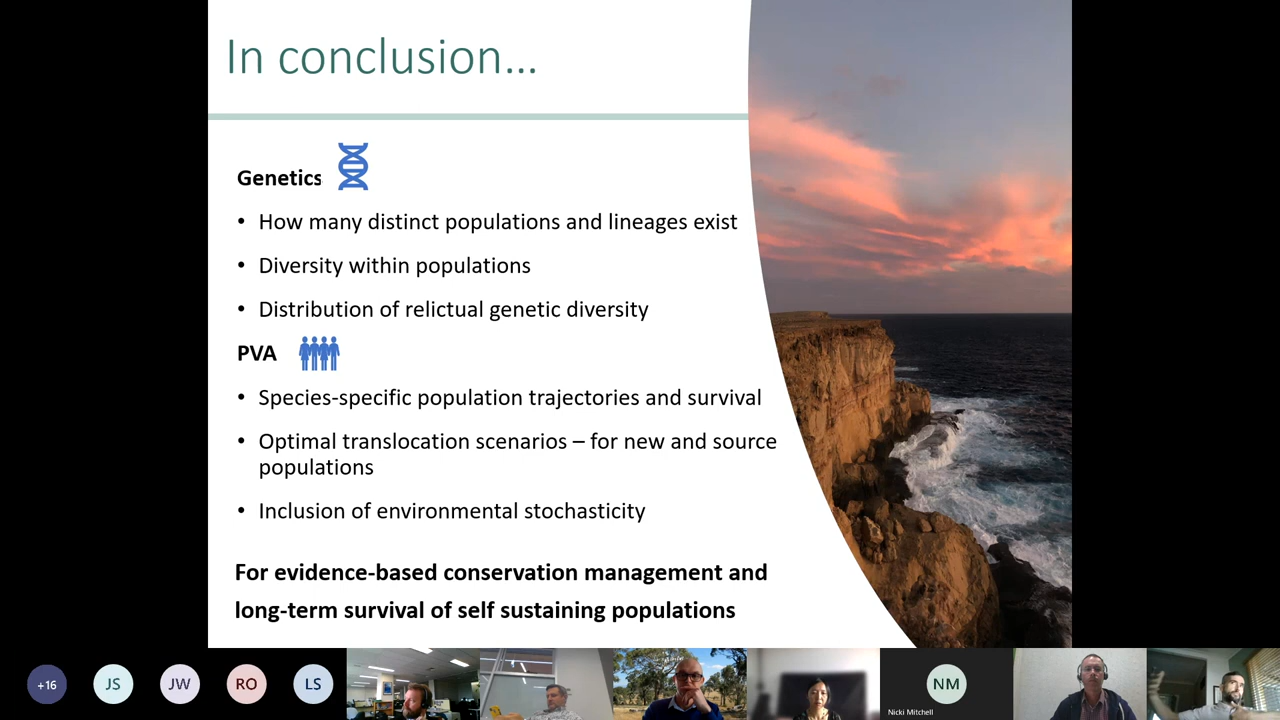 In conclusion...
Genetics
• How many distinct populations and lineages exist
• Diversity within populations
• Distribution of relictual genetic diversity
PVA
• Species-specific population trajectories and survival
• Optimal translocation scenarios – for new and source
populations
• Inclusion of environmental stochasticity
For evidence-based conservation management and
long-term survival of self sustaining populations
+16
JS
JW
RO
LS
NM
Nicki Mitchell